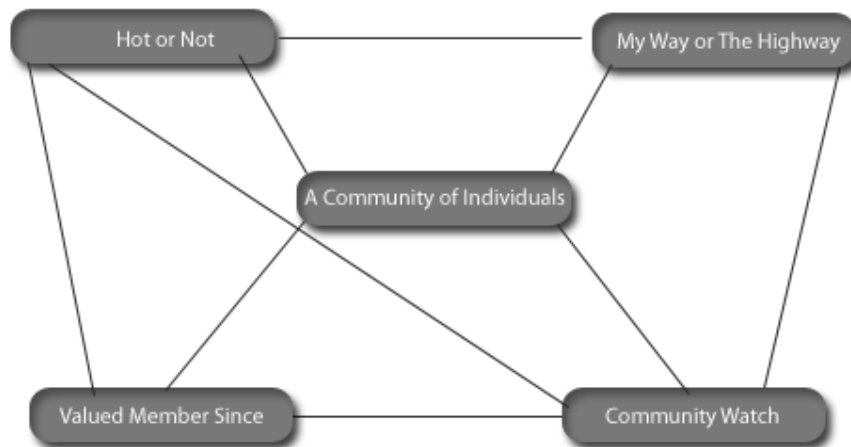 Hot or Not
My Way or The Highway
A Community of Individuals
Valued Member Since
Community Watch